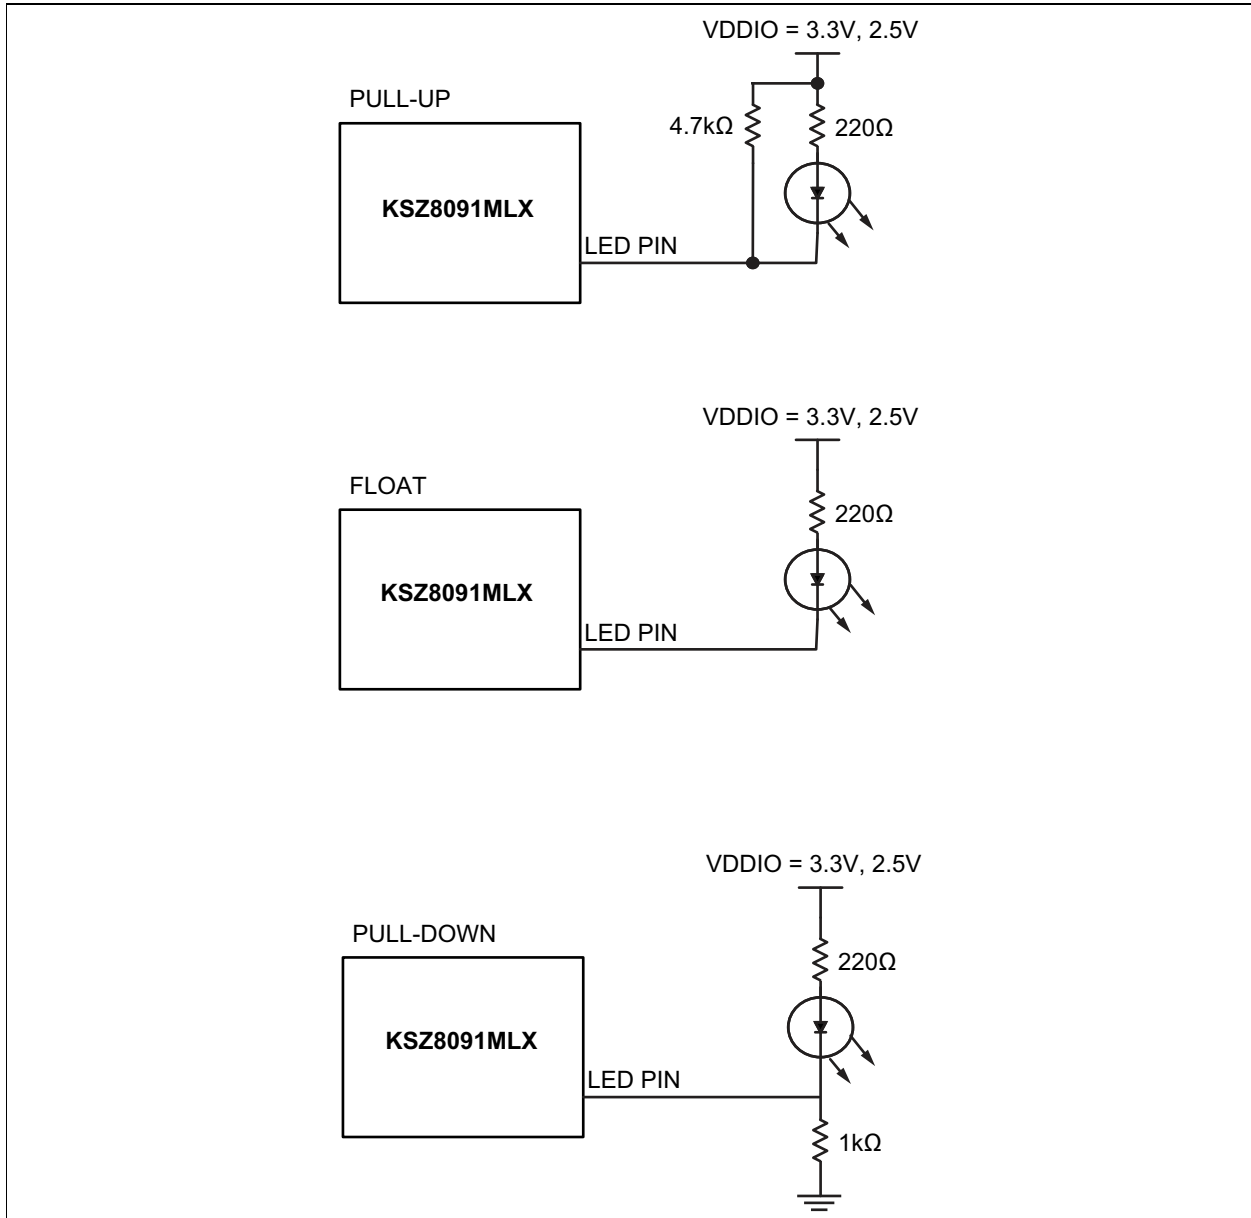 VDDIO = 3.3V, 2.5V
PULL-UP
4.7kΩ
220Ω
KSZ8091MLX
LED PIN
VDDIO = 3.3V, 2.5V
FLOAT
220Ω
KSZ8091MLX
LED PIN
VDDIO = 3.3V, 2.5V
PULL-DOWN
220Ω
KSZ8091MLX
LED PIN
1kΩ